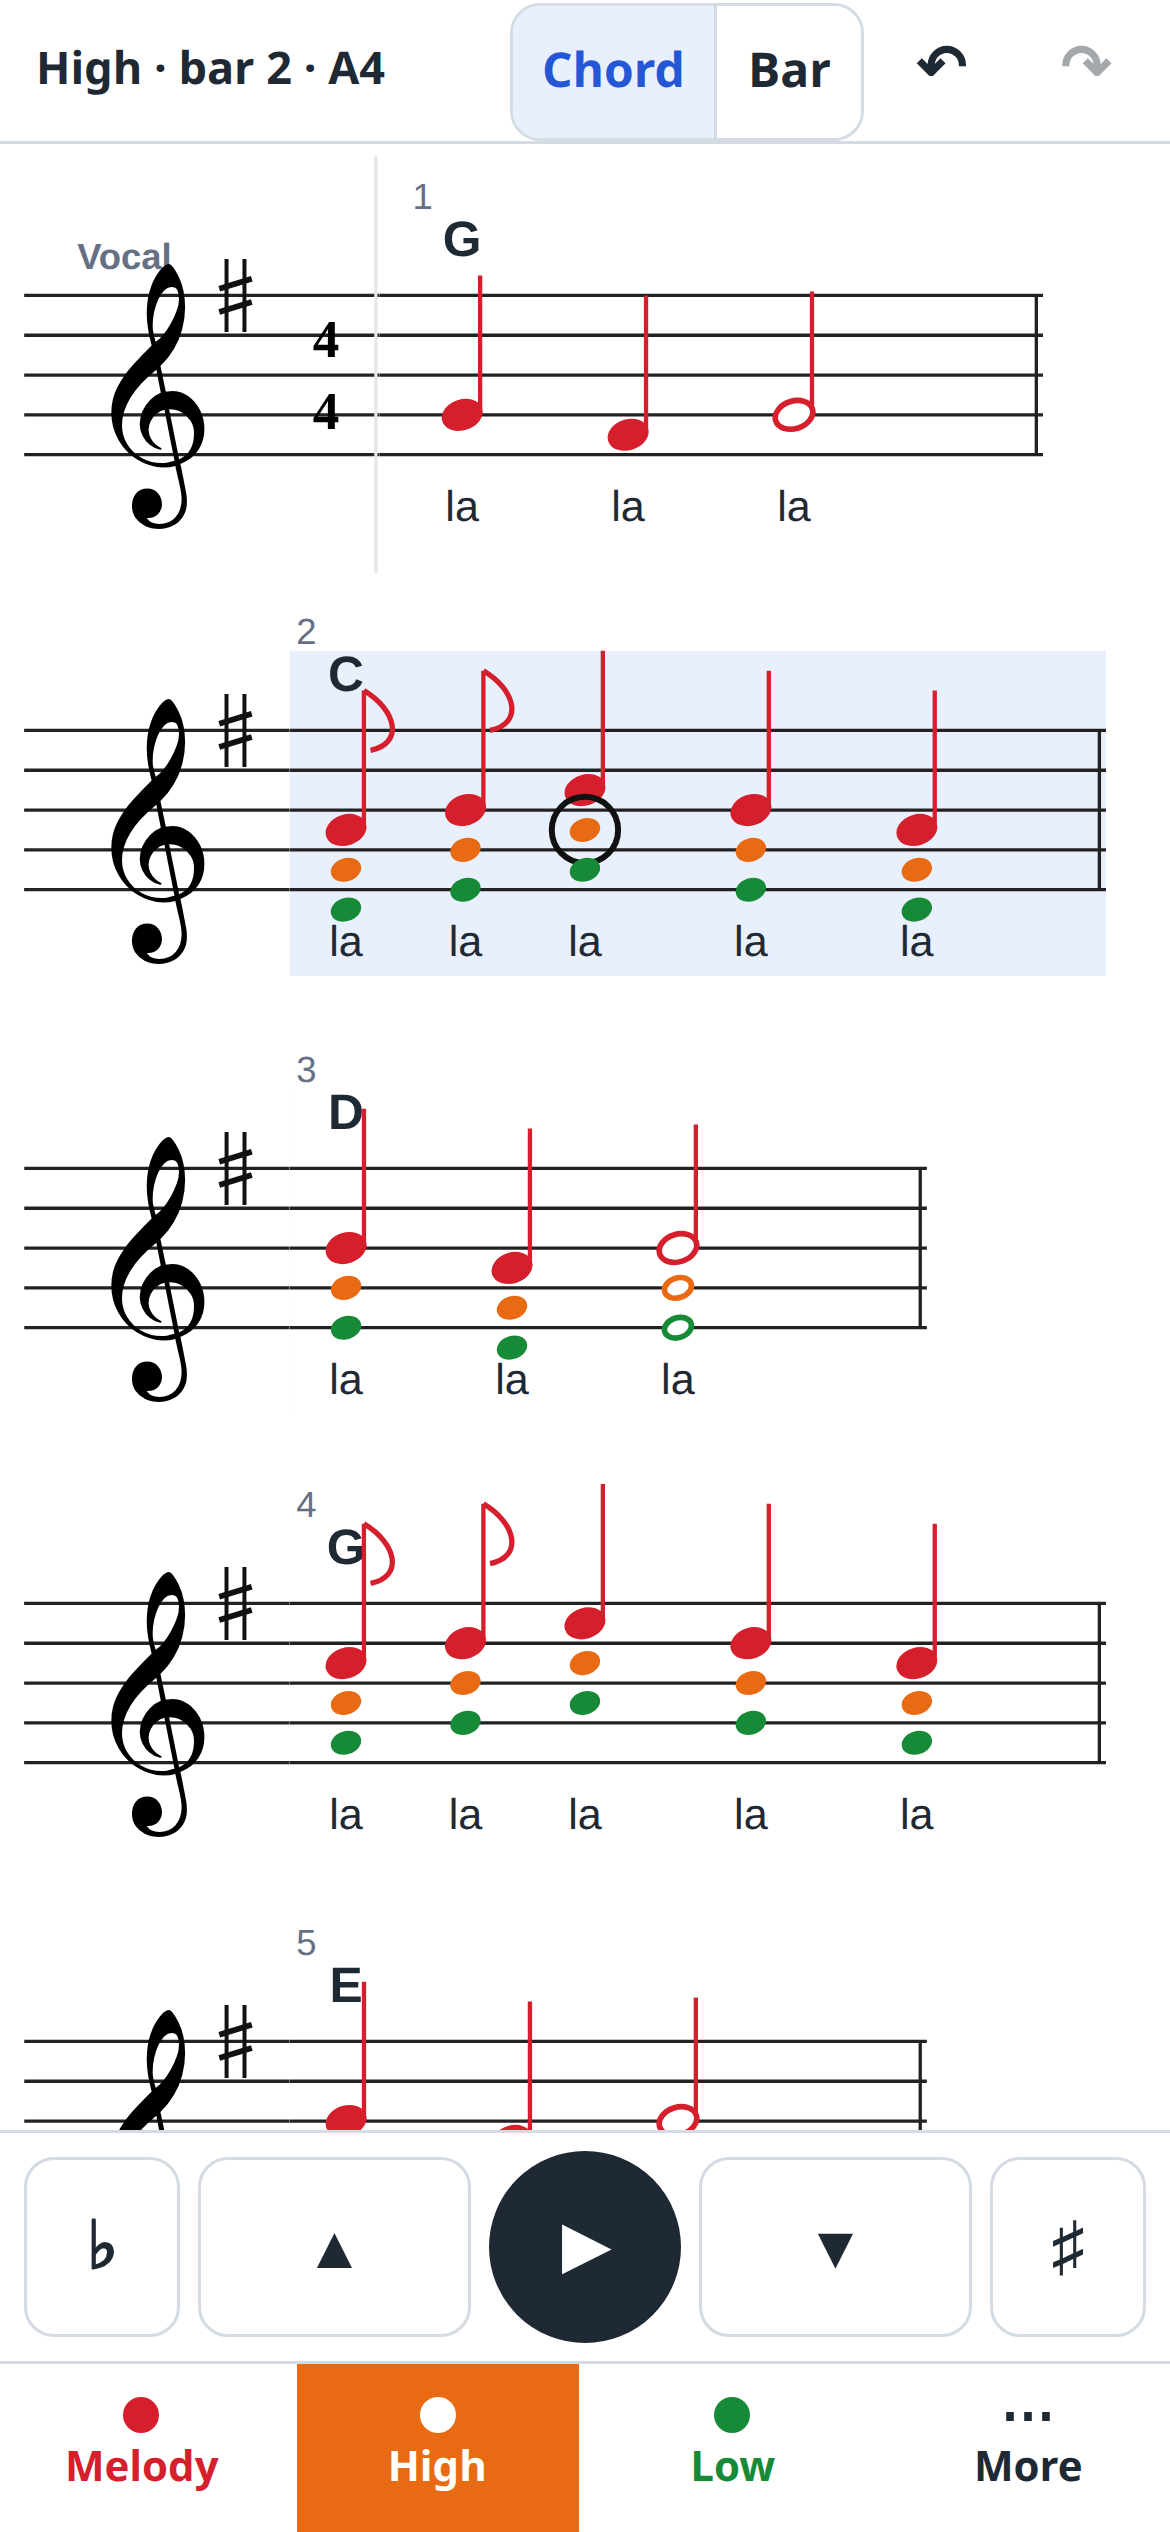 High · bar 2 · A4 Chord Bar ↶ ↷
1
G
Vocal
♯
4
4
la la la
2
C
♯
la la la la la
3
D
♯
la la la
4
G
♯
la la la la la
5
E
♯
♭ ▲ ▶ ▼ ♯
Melody High Low ... More